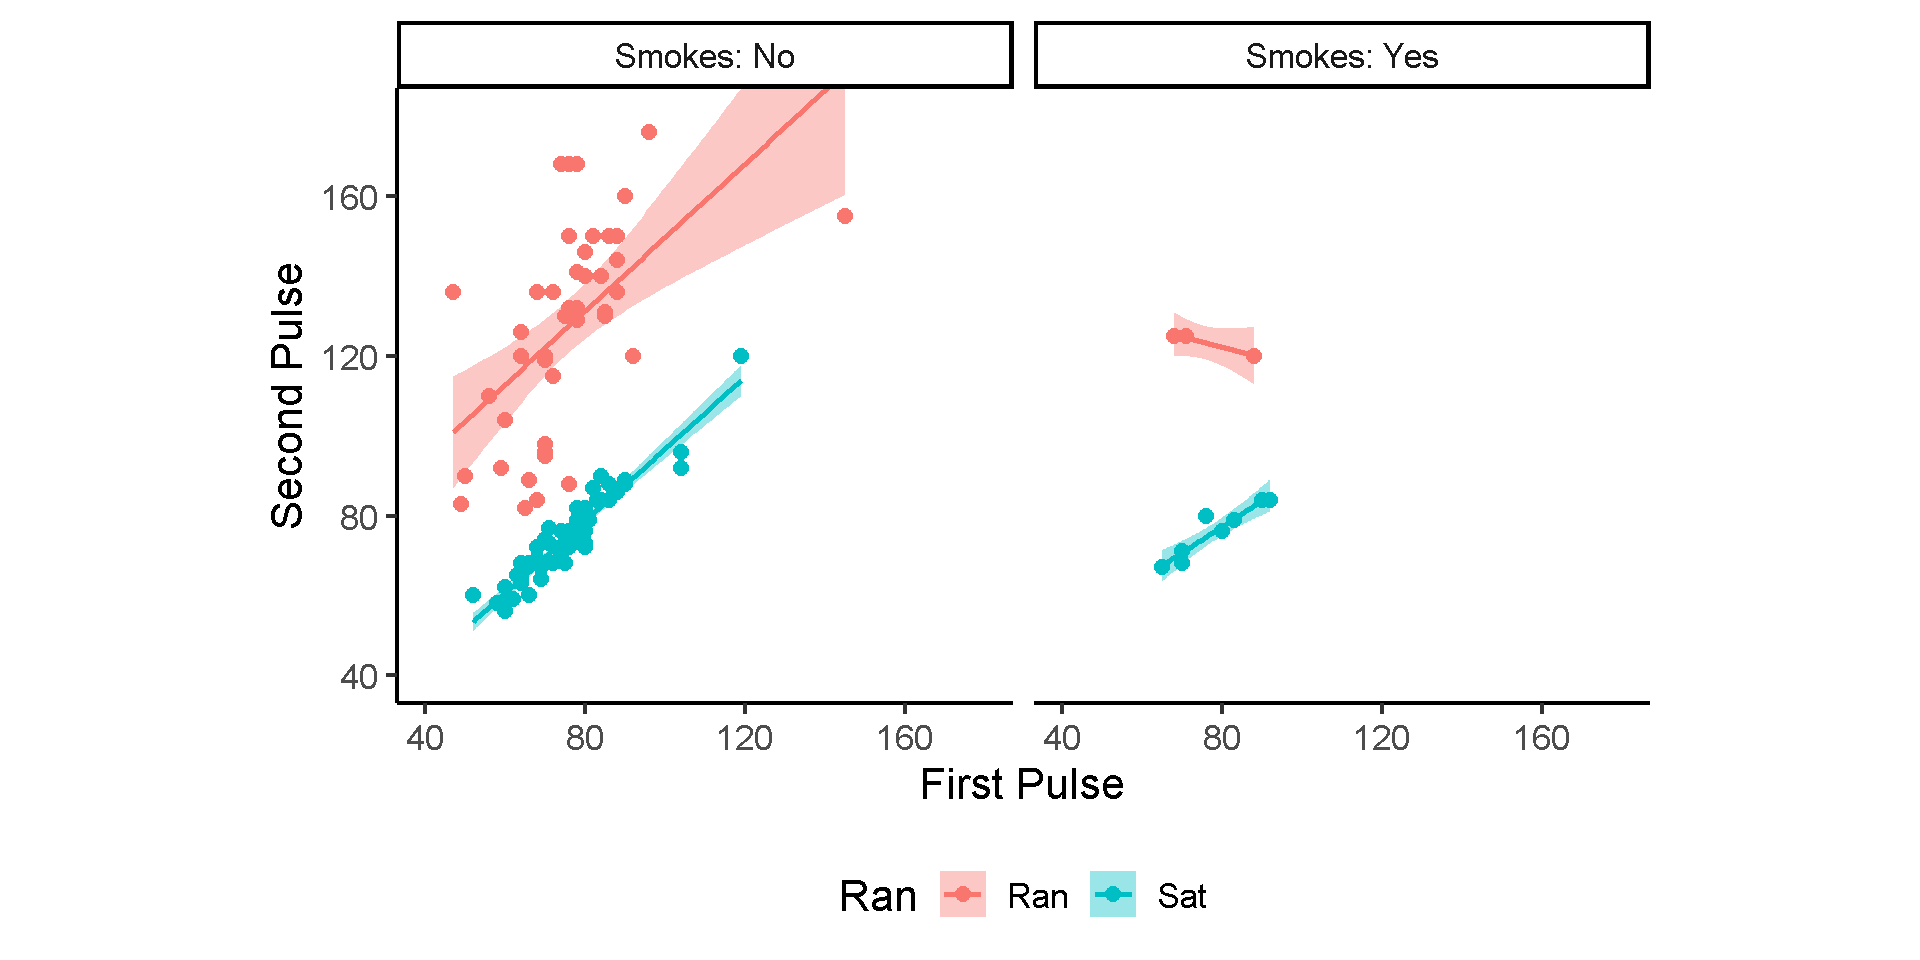 Smokes: No
Smokes: Yes
160
120
80
40
Second Pulse
40 80 120 160
40 80 120 160
First Pulse
Ran Ran Sat